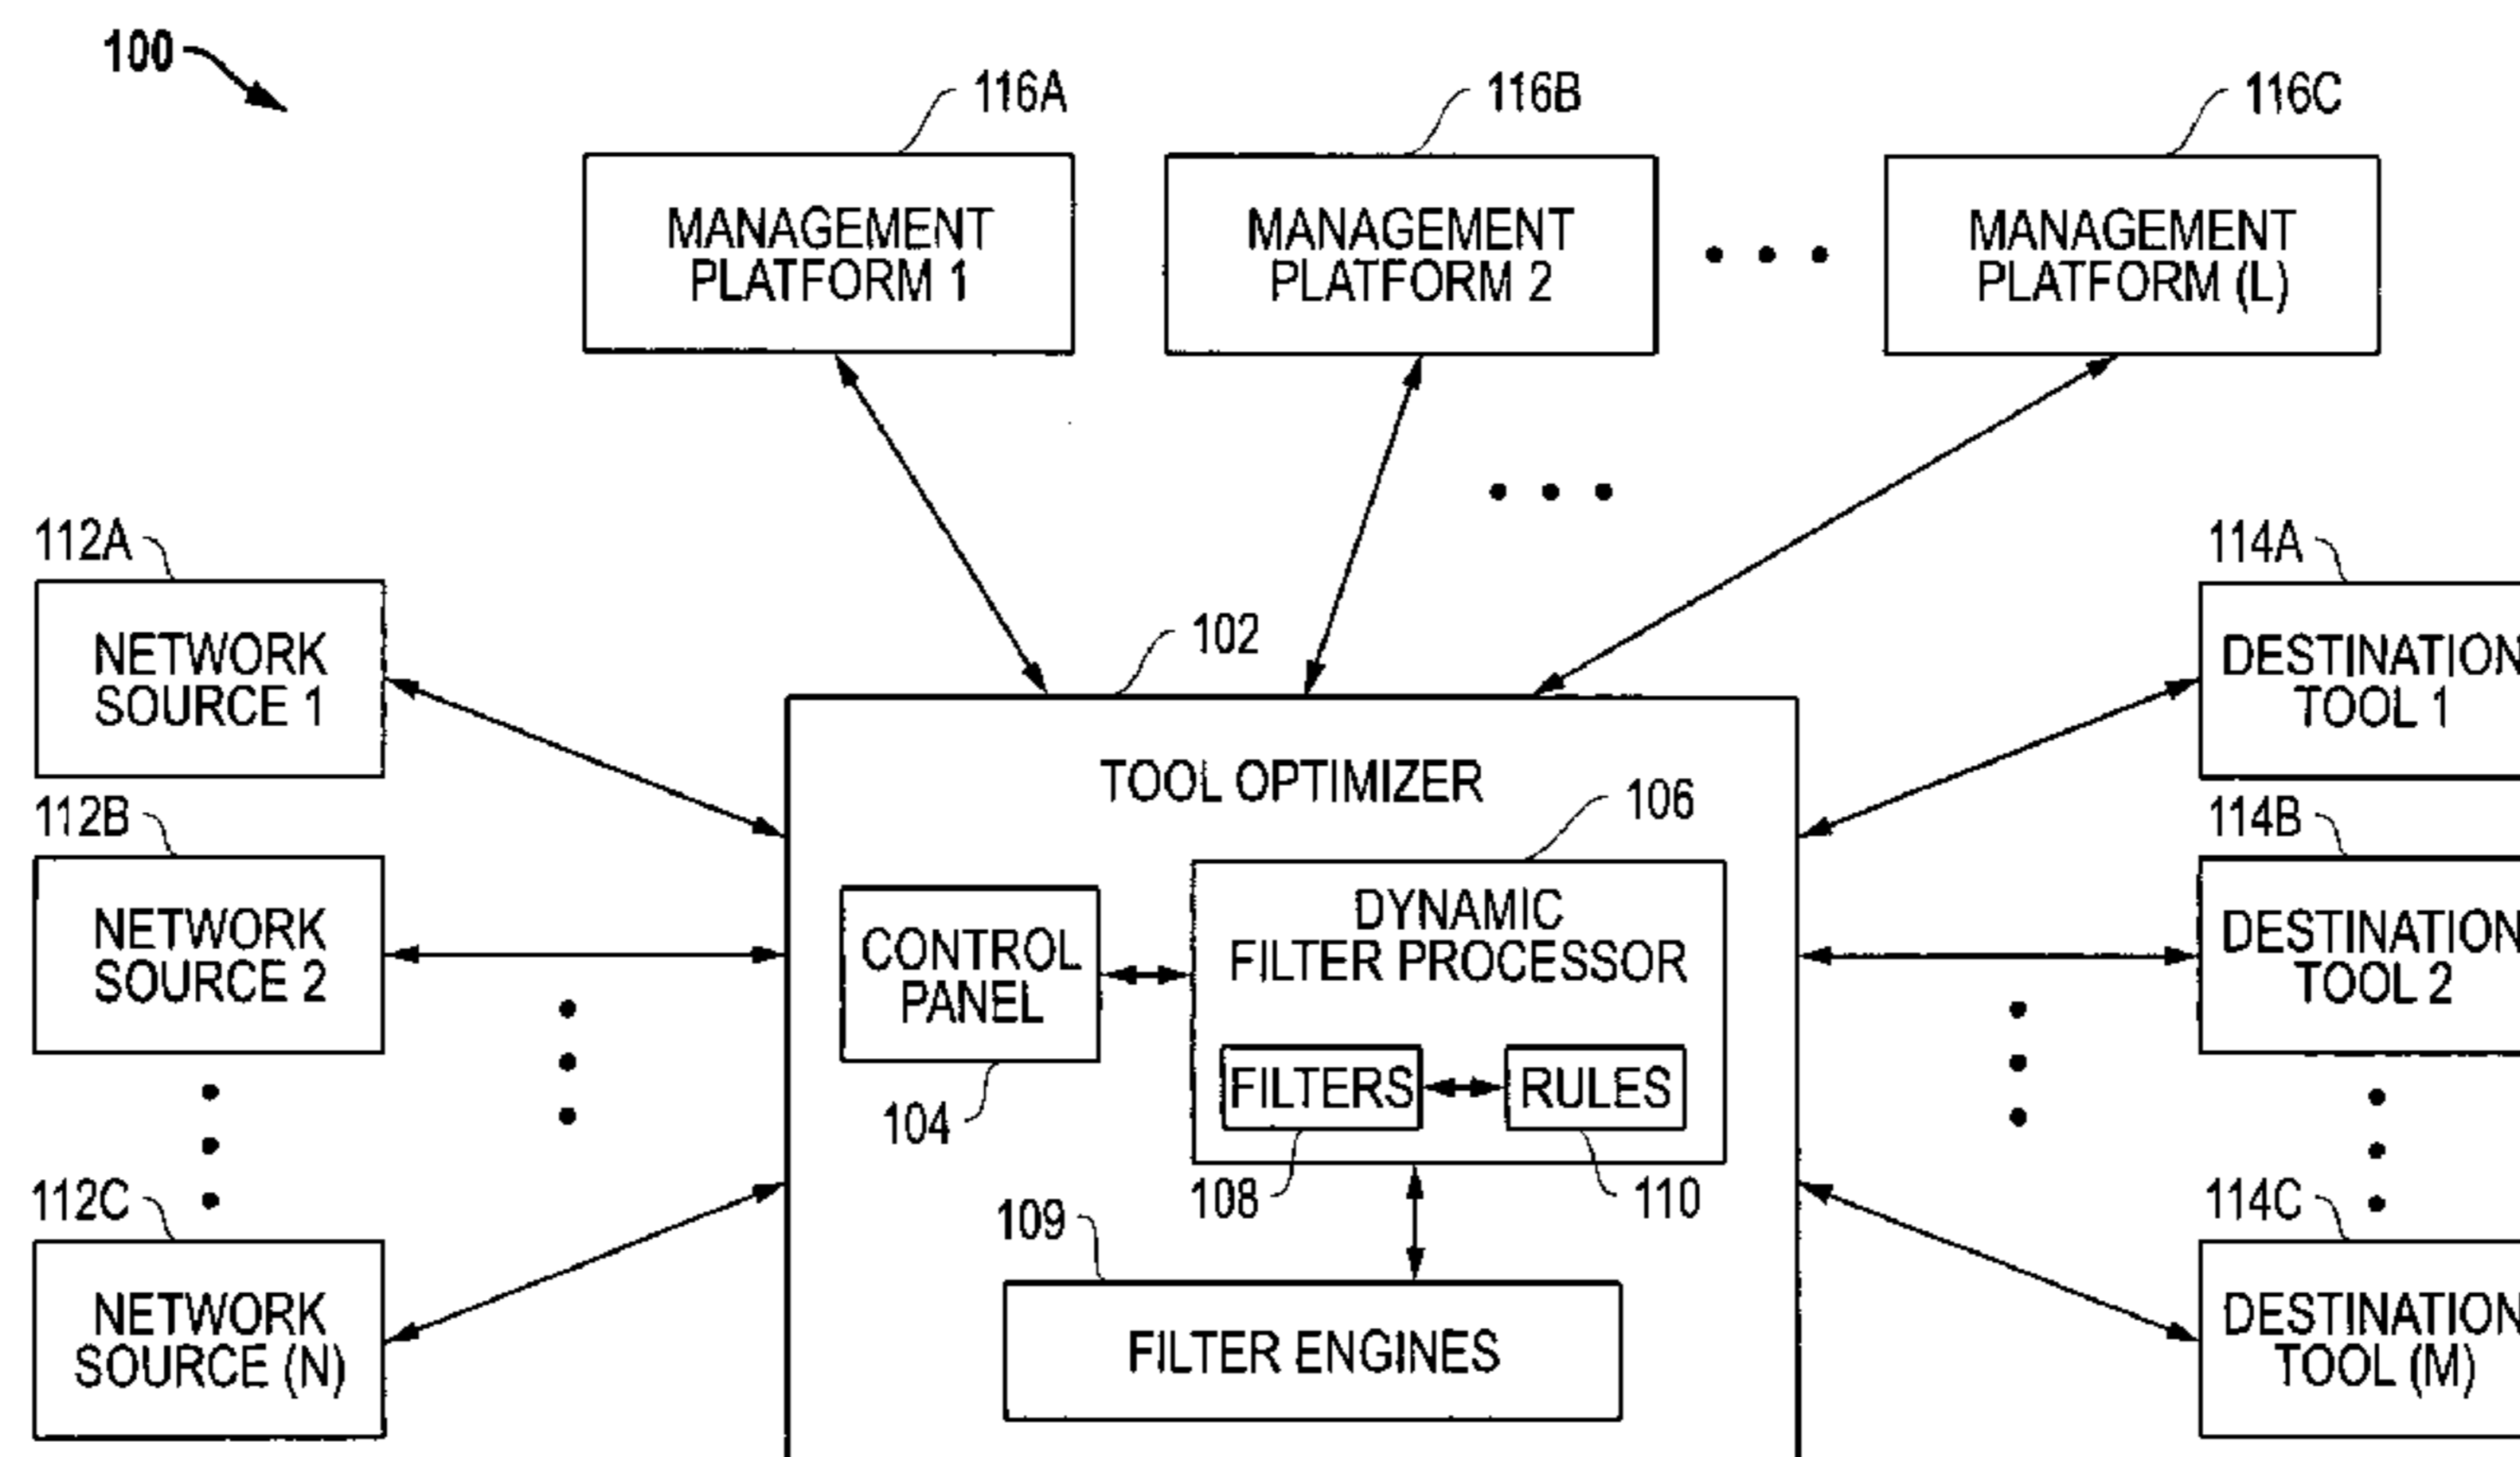 100
116A
116B
116C
MANAGEMENT
PLATFORM 1
MANAGEMENT
PLATFORM 2
MANAGEMENT
PLATFORM (L)
112A
NETWORK
SOURCE 1
112B
NETWORK
SOURCE 2
112C
NETWORK
SOURCE (N)
102
TOOL OPTIMIZER
106
CONTROL
PANEL
104
DYNAMIC
FILTER PROCESSOR
FILTERS
RULES
108
110
109
FILTER ENGINES
114A
DESTINATION
TOOL 1
114B
DESTINATION
TOOL 2
114C
DESTINATION
TOOL (M)